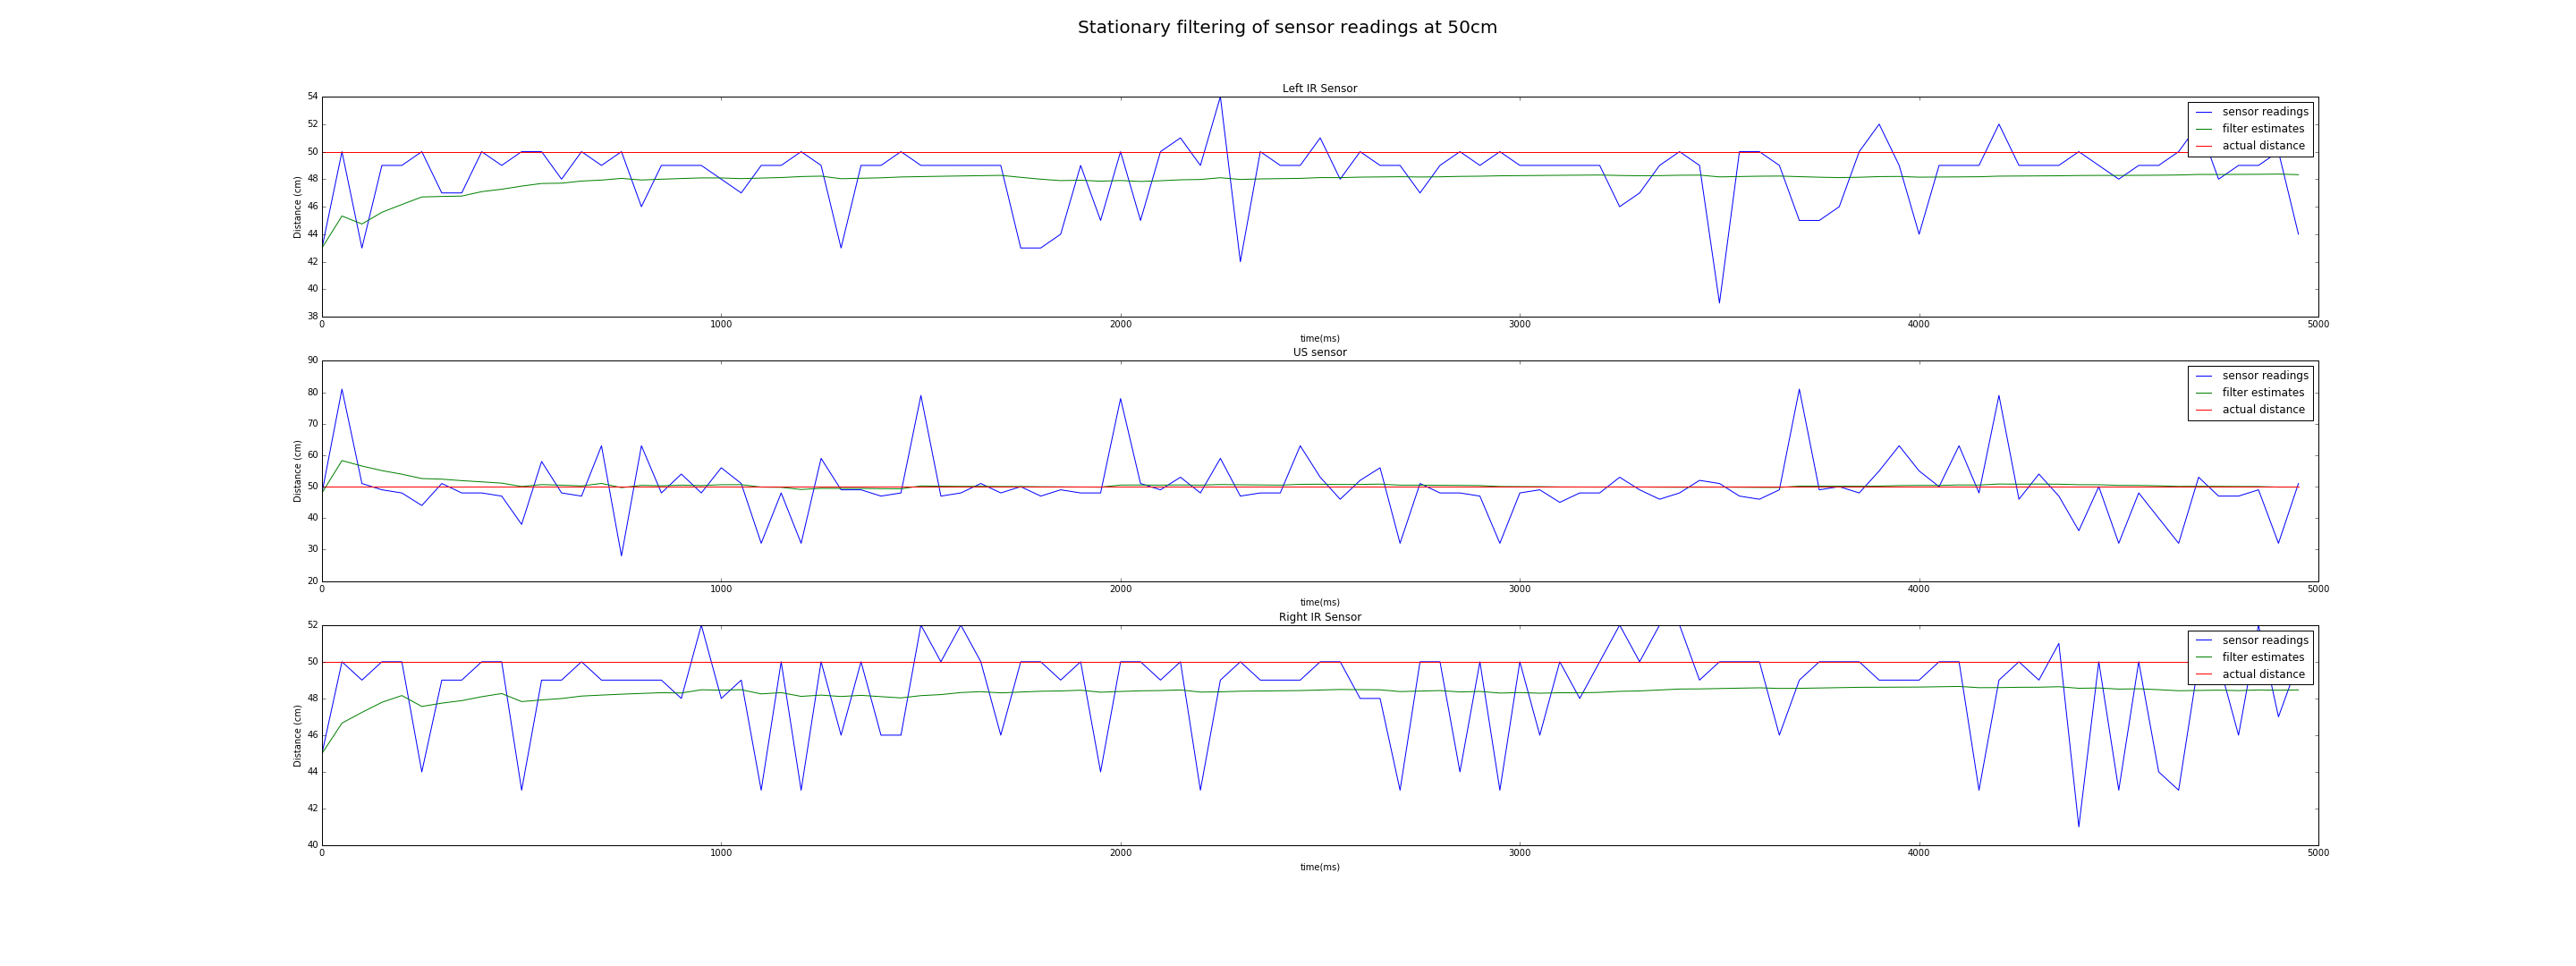 Stationary filtering of sensor readings at 50cm
Left IR Sensor
54
52
50
48
46
44
42
40
38
Distance (cm)
sensor readings
filter estimates
actual distance
0 1000 2000 3000 4000 5000
time(ms)
US sensor
90
80
70
60
50
40
30
20
Distance (cm)
sensor readings
filter estimates
actual distance
0 1000 2000 3000 4000 5000
time(ms)
Right IR Sensor
52
50
48
46
44
42
40
Distance (cm)
sensor readings
filter estimates
actual distance
0 1000 2000 3000 4000 5000
time(ms)